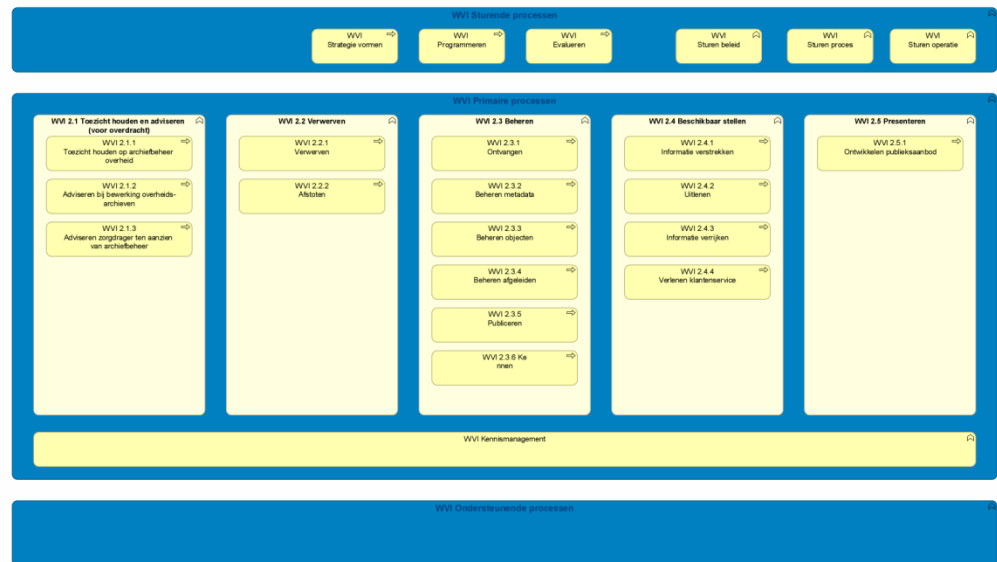 WVI Sturende processen
WVI
Strategie vormen
WVI
Programmeren
WVI
Evalueren
WVI
Sturen beleid
WVI
Sturen proces
WVI
Sturen operatie
WVI Primaire processen
WVI 2.1 Toezicht houden en adviseren
(voor overdracht)
WVI 2.1.1
Toezicht houden op archiefbeheer
overheid
WVI 2.1.2
Adviseren bij bewerking overheids-
archieven
WVI 2.1.3
Adviseren zorgdrager ten aanzien
van archiefbeheer
WVI 2.2 Verwerven
WVI 2.2.1
Verwerven
WVI 2.2.2
Afstoten
WVI 2.3 Beheren
WVI 2.3.1
Ontvangen
WVI 2.3.2
Beheren metadata
WVI 2.3.3
Beheren objecten
WVI 2.3.4
Beheren afgeleiden
WVI 2.3.5
Publiceren
WVI 2.3.6 Ka
nnen
WVI 2.4 Beschikbaar stellen
WVI 2.4.1
Informatie verstrekken
WVI 2.4.2
Uitlenen
WVI 2.4.3
Informatie verrijken
WVI 2.4.4
Verlenen klantenservice
WVI 2.5 Presenteren
WVI 2.5.1
Ontwikkelen publieksaanbod
WVI Kennismanagement
WVI Ondersteunende processen